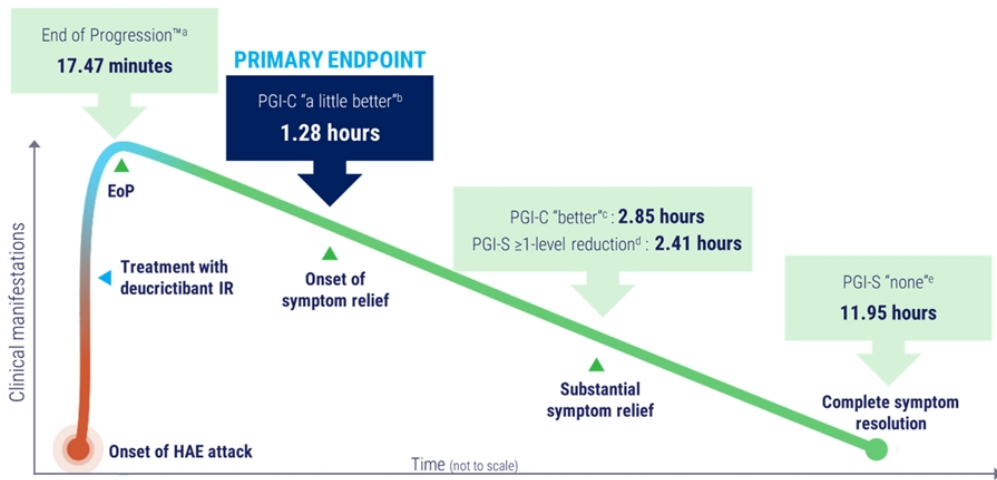 End of Progression™ᵃ
17.47 minutes
PRIMARY ENDPOINT
PGI-C “a little better”ᵇ
1.28 hours
EoP
Treatment with
deucrictibant IR
Onset of
symptom relief
PGI-C “better”ᶜ : 2.85 hours
PGI-S ≥1-level reductionᵈ : 2.41 hours
PGI-S “none”ᵉ
11.95 hours
Substantial
symptom relief
Complete symptom
resolution
Clinical manifestations
Onset of HAE attack
Time (not to scale)